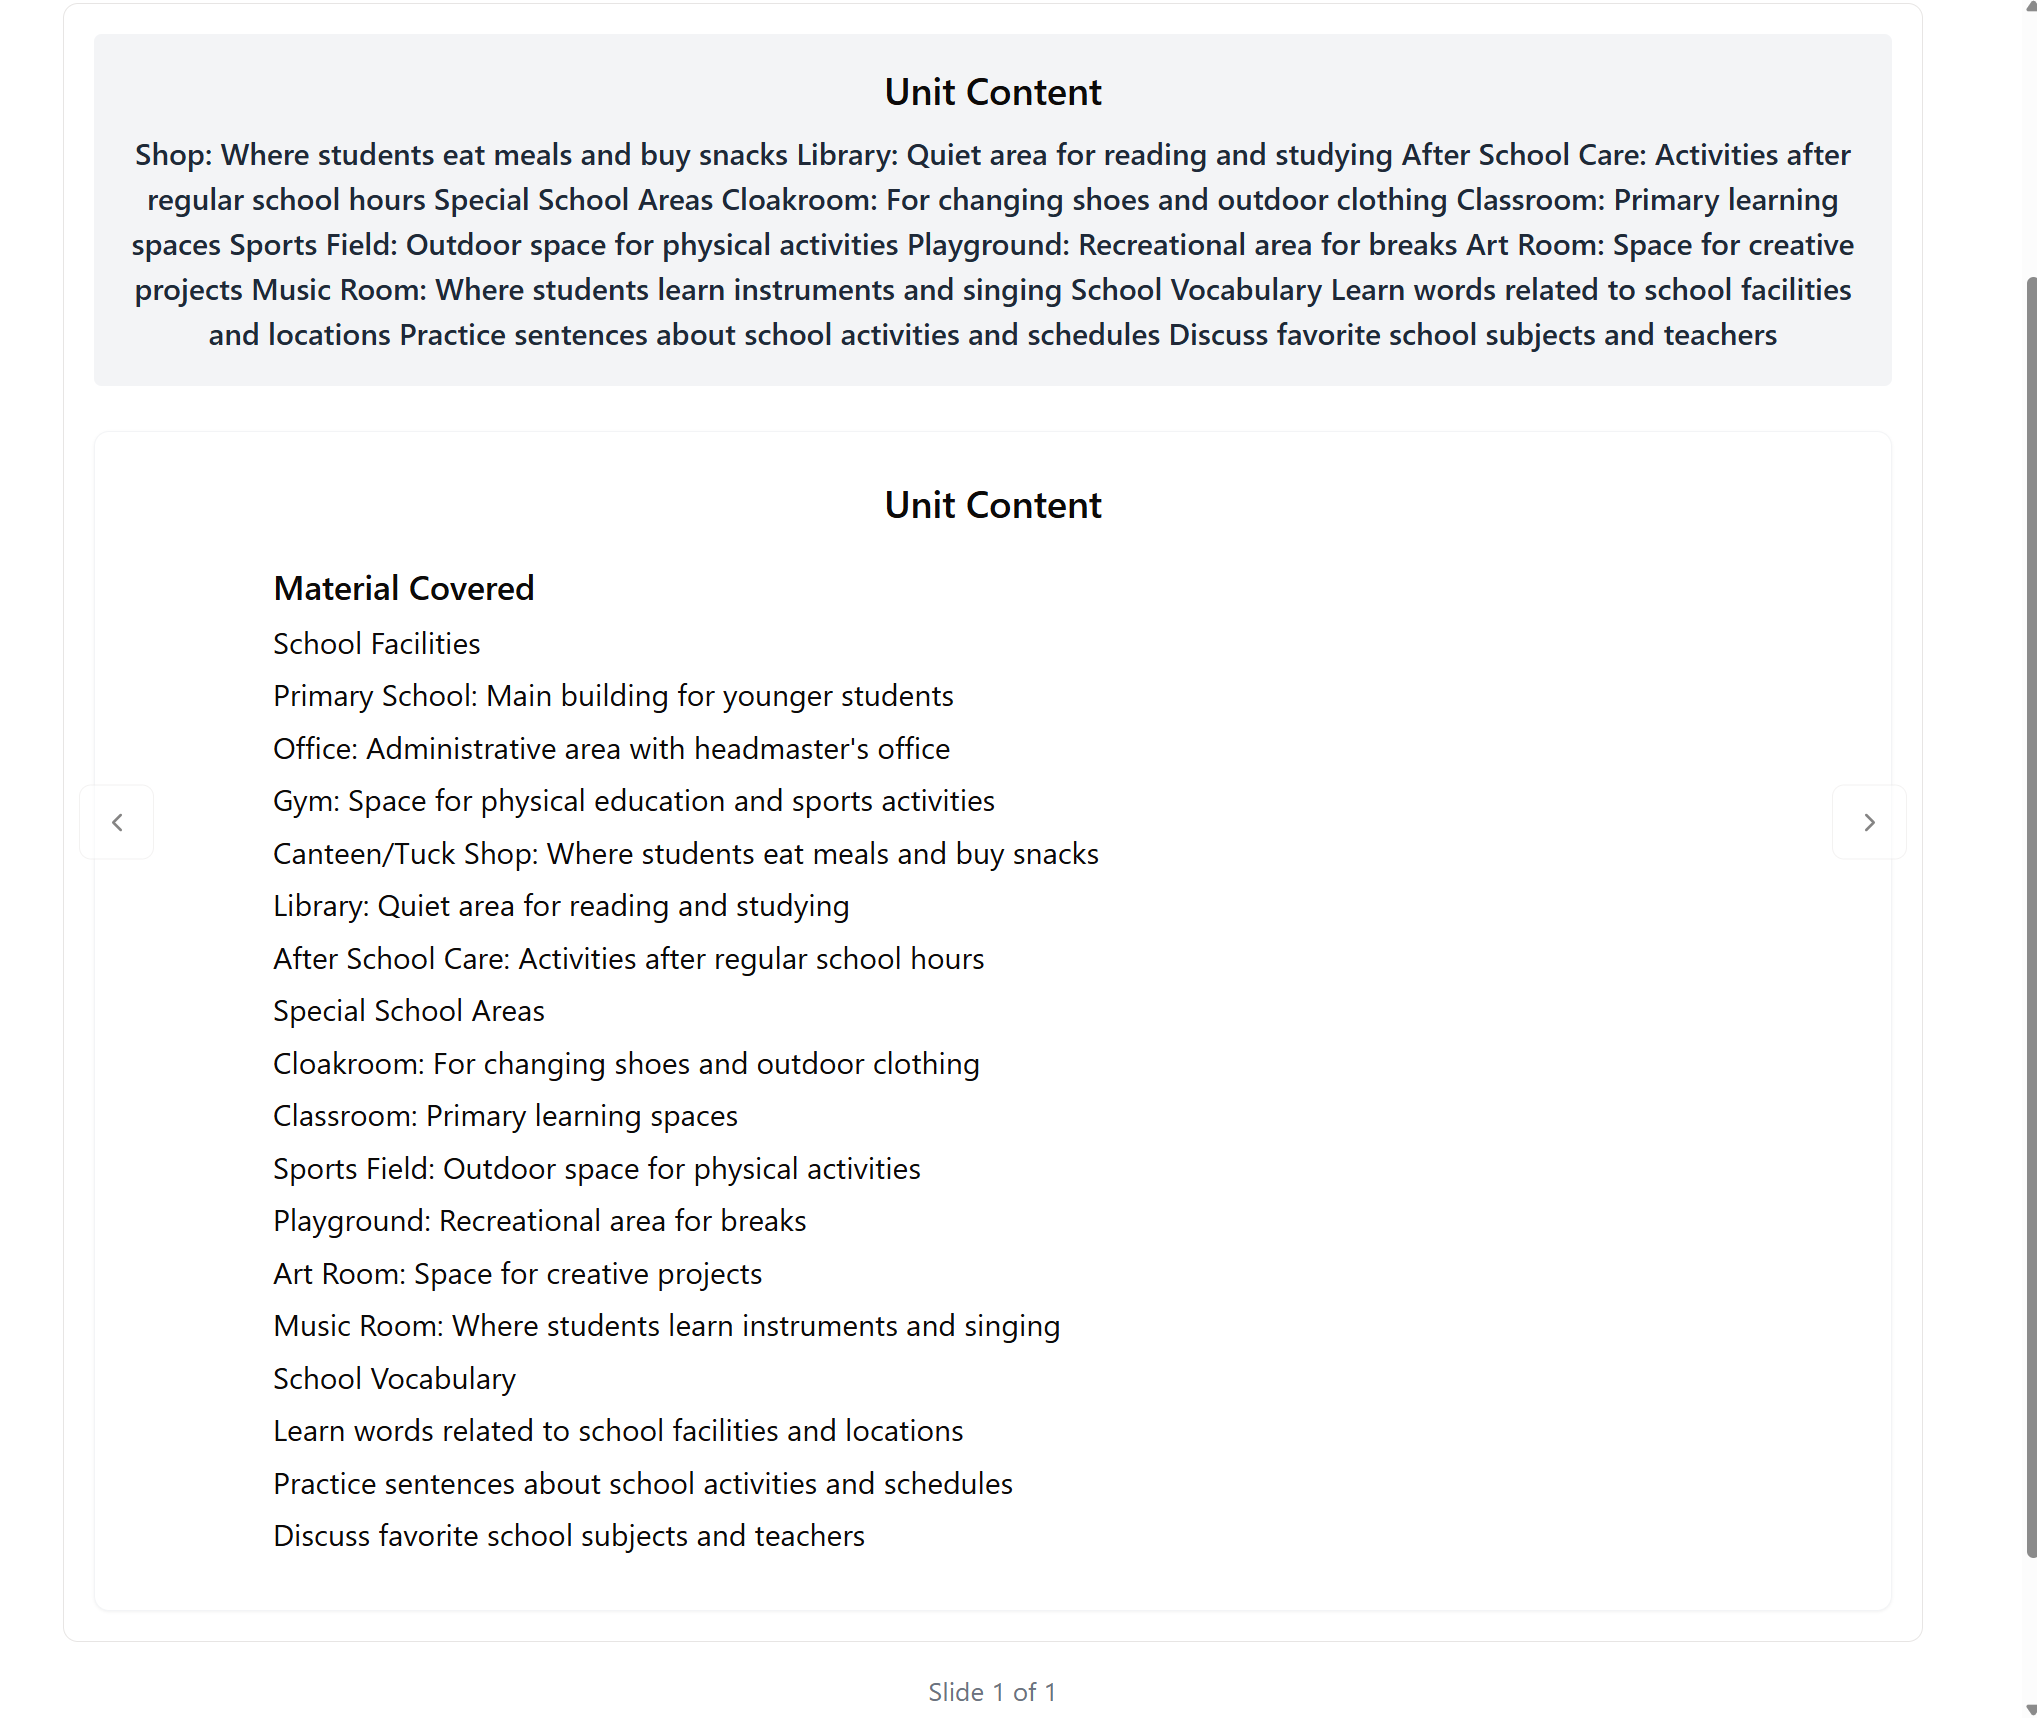 Unit Content
Shop: Where students eat meals and buy snacks Library: Quiet area for reading and studying After School Care: Activities after
regular school hours Special School Areas Cloakroom: For changing shoes and outdoor clothing Classroom: Primary learning
spaces Sports Field: Outdoor space for physical activities Playground: Recreational area for breaks Art Room: Space for creative
projects Music Room: Where students learn instruments and singing School Vocabulary Learn words related to school facilities
and locations Practice sentences about school activities and schedules Discuss favorite school subjects and teachers
Unit Content
Material Covered
School Facilities
Primary School: Main building for younger students
Office: Administrative area with headmaster's office
Gym: Space for physical education and sports activities
Canteen/Tuck Shop: Where students eat meals and buy snacks
Library: Quiet area for reading and studying
After School Care: Activities after regular school hours
Special School Areas
Cloakroom: For changing shoes and outdoor clothing
Classroom: Primary learning spaces
Sports Field: Outdoor space for physical activities
Playground: Recreational area for breaks
Art Room: Space for creative projects
Music Room: Where students learn instruments and singing
School Vocabulary
Learn words related to school facilities and locations
Practice sentences about school activities and schedules
Discuss favorite school subjects and teachers
Slide 1 of 1